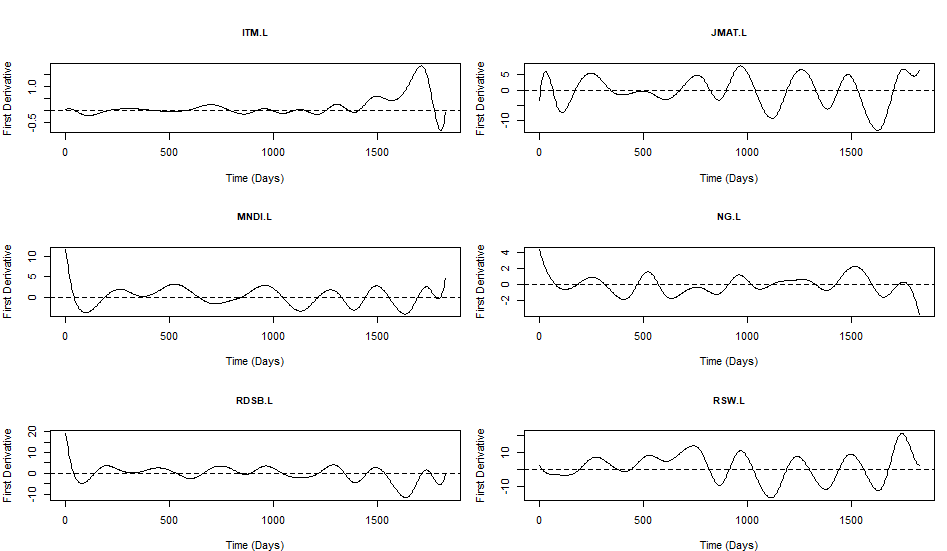 ITM.L
First Derivative
-0.5 1.0
0 500 1000 1500
Time (Days)
JMAT.L
First Derivative
-10 0 5
0 500 1000 1500
Time (Days)
MNDI.L
First Derivative
0 5 10
0 500 1000 1500
Time (Days)
NG.L
First Derivative
-2 0 2 4
0 500 1000 1500
Time (Days)
RDSB.L
First Derivative
-10 0 10 20
0 500 1000 1500
Time (Days)
RSW.L
First Derivative
-10 10
0 500 1000 1500
Time (Days)